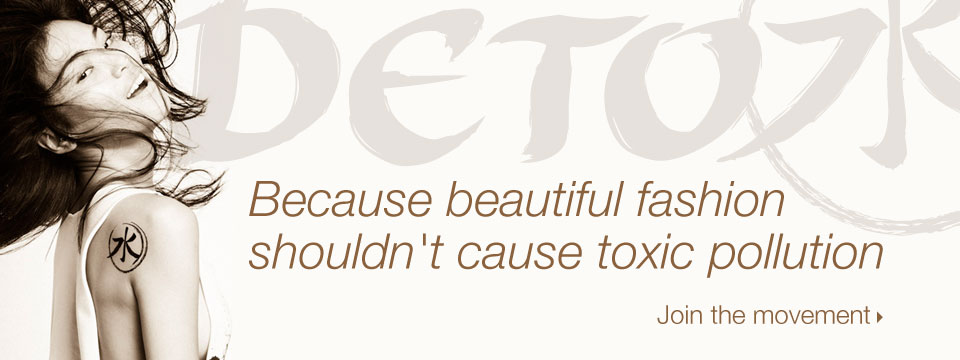 DETO水
Because beautiful fashion
shouldn't cause toxic pollution
水
Join the movement